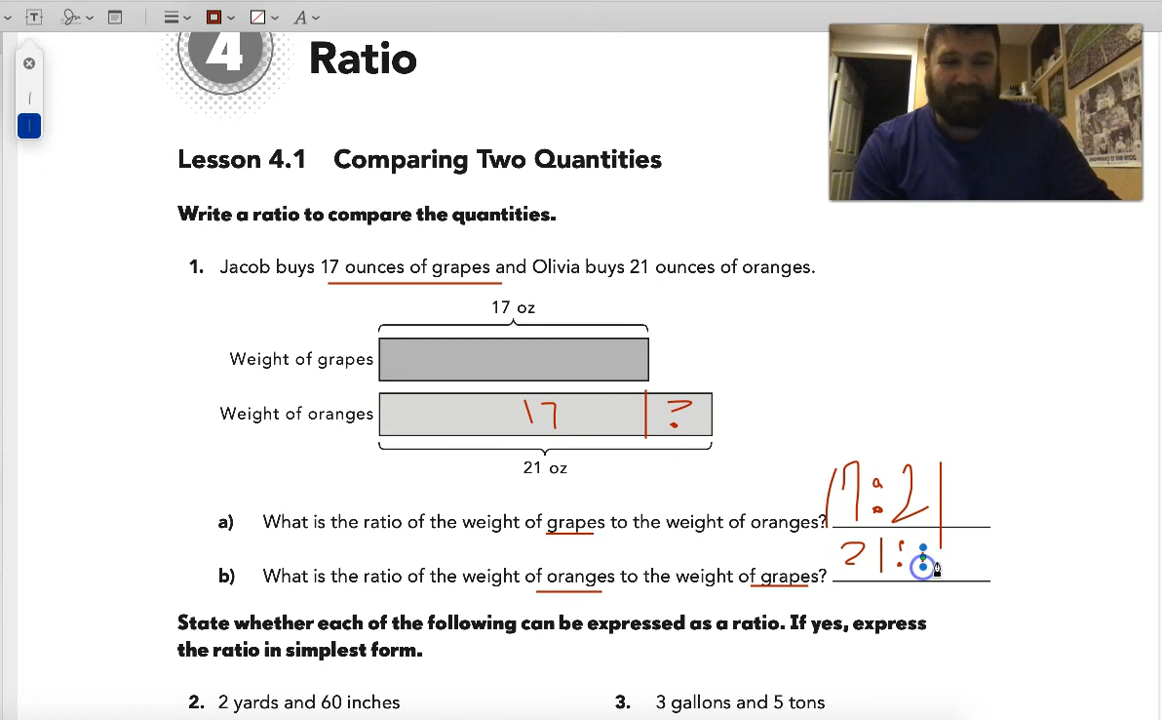 4 Ratio
Lesson 4.1 Comparing Two Quantities
Write a ratio to compare the quantities.
1. Jacob buys 17 ounces of grapes and Olivia buys 21 ounces of oranges.
17 oz
Weight of grapes
Weight of oranges 17 ?
21 oz
17:21
a) What is the ratio of the weight of grapes to the weight of oranges?
21:
b) What is the ratio of the weight of oranges to the weight of grapes?
State whether each of the following can be expressed as a ratio. If yes, express
the ratio in simplest form.
2. 2 yards and 60 inches 3. 3 gallons and 5 tons